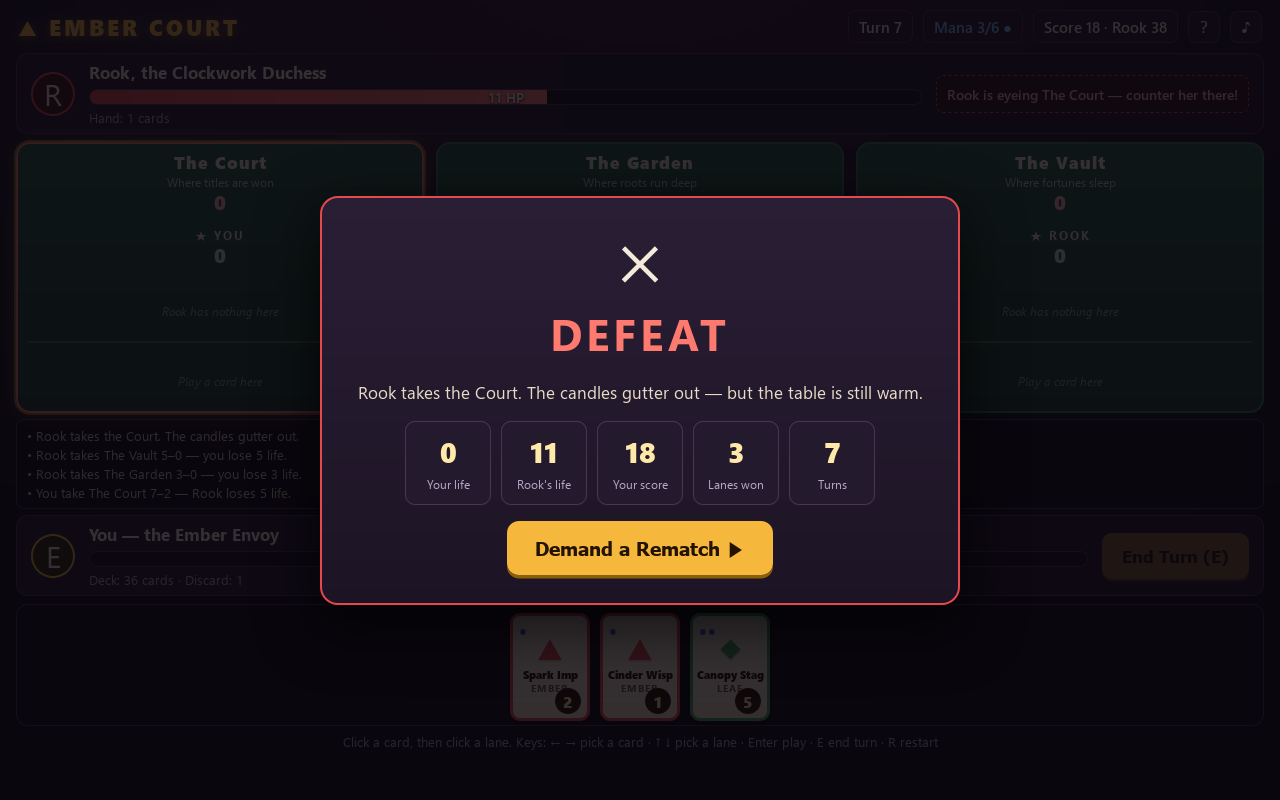 ▲ EMBER COURT
Turn 7
Mana 3/6 ●
Score 18 · Rook 38
?
♪
R
Rook, the Clockwork Duchess
11 HP
Hand: 1 cards
Rook is eyeing The Court — counter her there!
The Court
Where titles are won
0
★ YOU
0
Rook has nothing here
Play a card here
The Garden
Where roots run deep
The Vault
Where fortunes sleep
0
★ ROOK
0
Rook has nothing here
Play a card here
✕
DEFEAT
Rook takes the Court. The candles gutter out — but the table is still warm.
0
Your life
11
Rook's life
18
Your score
3
Lanes won
7
Turns
Demand a Rematch ▶
• Rook takes the Court. The candles gutter out.
• Rook takes The Vault 5–0 — you lose 5 life.
• Rook takes The Garden 3–0 — you lose 3 life.
• You take The Court 7–2 — Rook loses 5 life.
E
You — the Ember Envoy
Deck: 36 cards · Discard: 1
End Turn (E)
Spark Imp
EMBER
2
Cinder Wisp
EMBER
1
Canopy Stag
LEAF
5
Click a card, then click a lane. Keys: ← → pick a card · ↑ ↓ pick a lane · Enter play · E end turn · R restart